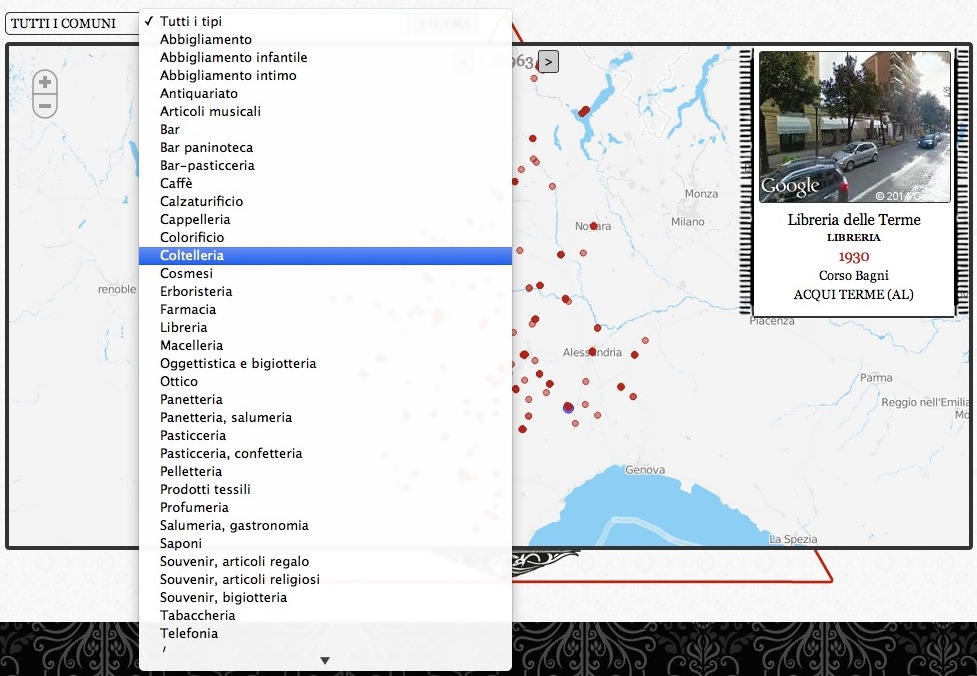 TUTTI I COMUNI
✓ Tutti i tipi
Abbigliamento
Abbigliamento infantile
Abbigliamento intimo
Antiquariato
Articoli musicali
Bar
Bar paninoteca
Bar-pasticceria
Caffè
Calzaturificio
Cappelleria
Colorificio
Coltelleria
Cosmesi
Erboristeria
Farmacia
Libreria
Macelleria
Oggettistica e bigiotteria
Ottico
Panetteria
Panetteria, salumeria
Pasticceria
Pasticceria, confetteria
Pelletteria
Prodotti tessili
Profumeria
Salumeria, gastronomia
Saponi
Souvenir, articoli regalo
Souvenir, articoli religiosi
Souvenir, bigiotteria
Tabaccheria
Telefonia
FILTRA
963
>
+
−
renoble
Monza
Milano
Novara
Alessandria
Piacenza
Parma
Reggio nell'Emilia
Mo
Genova
La Spezia
Google
© 2014 Google
Libreria delle Terme
LIBRERIA
1930
Corso Bagni
ACQUI TERME (AL)